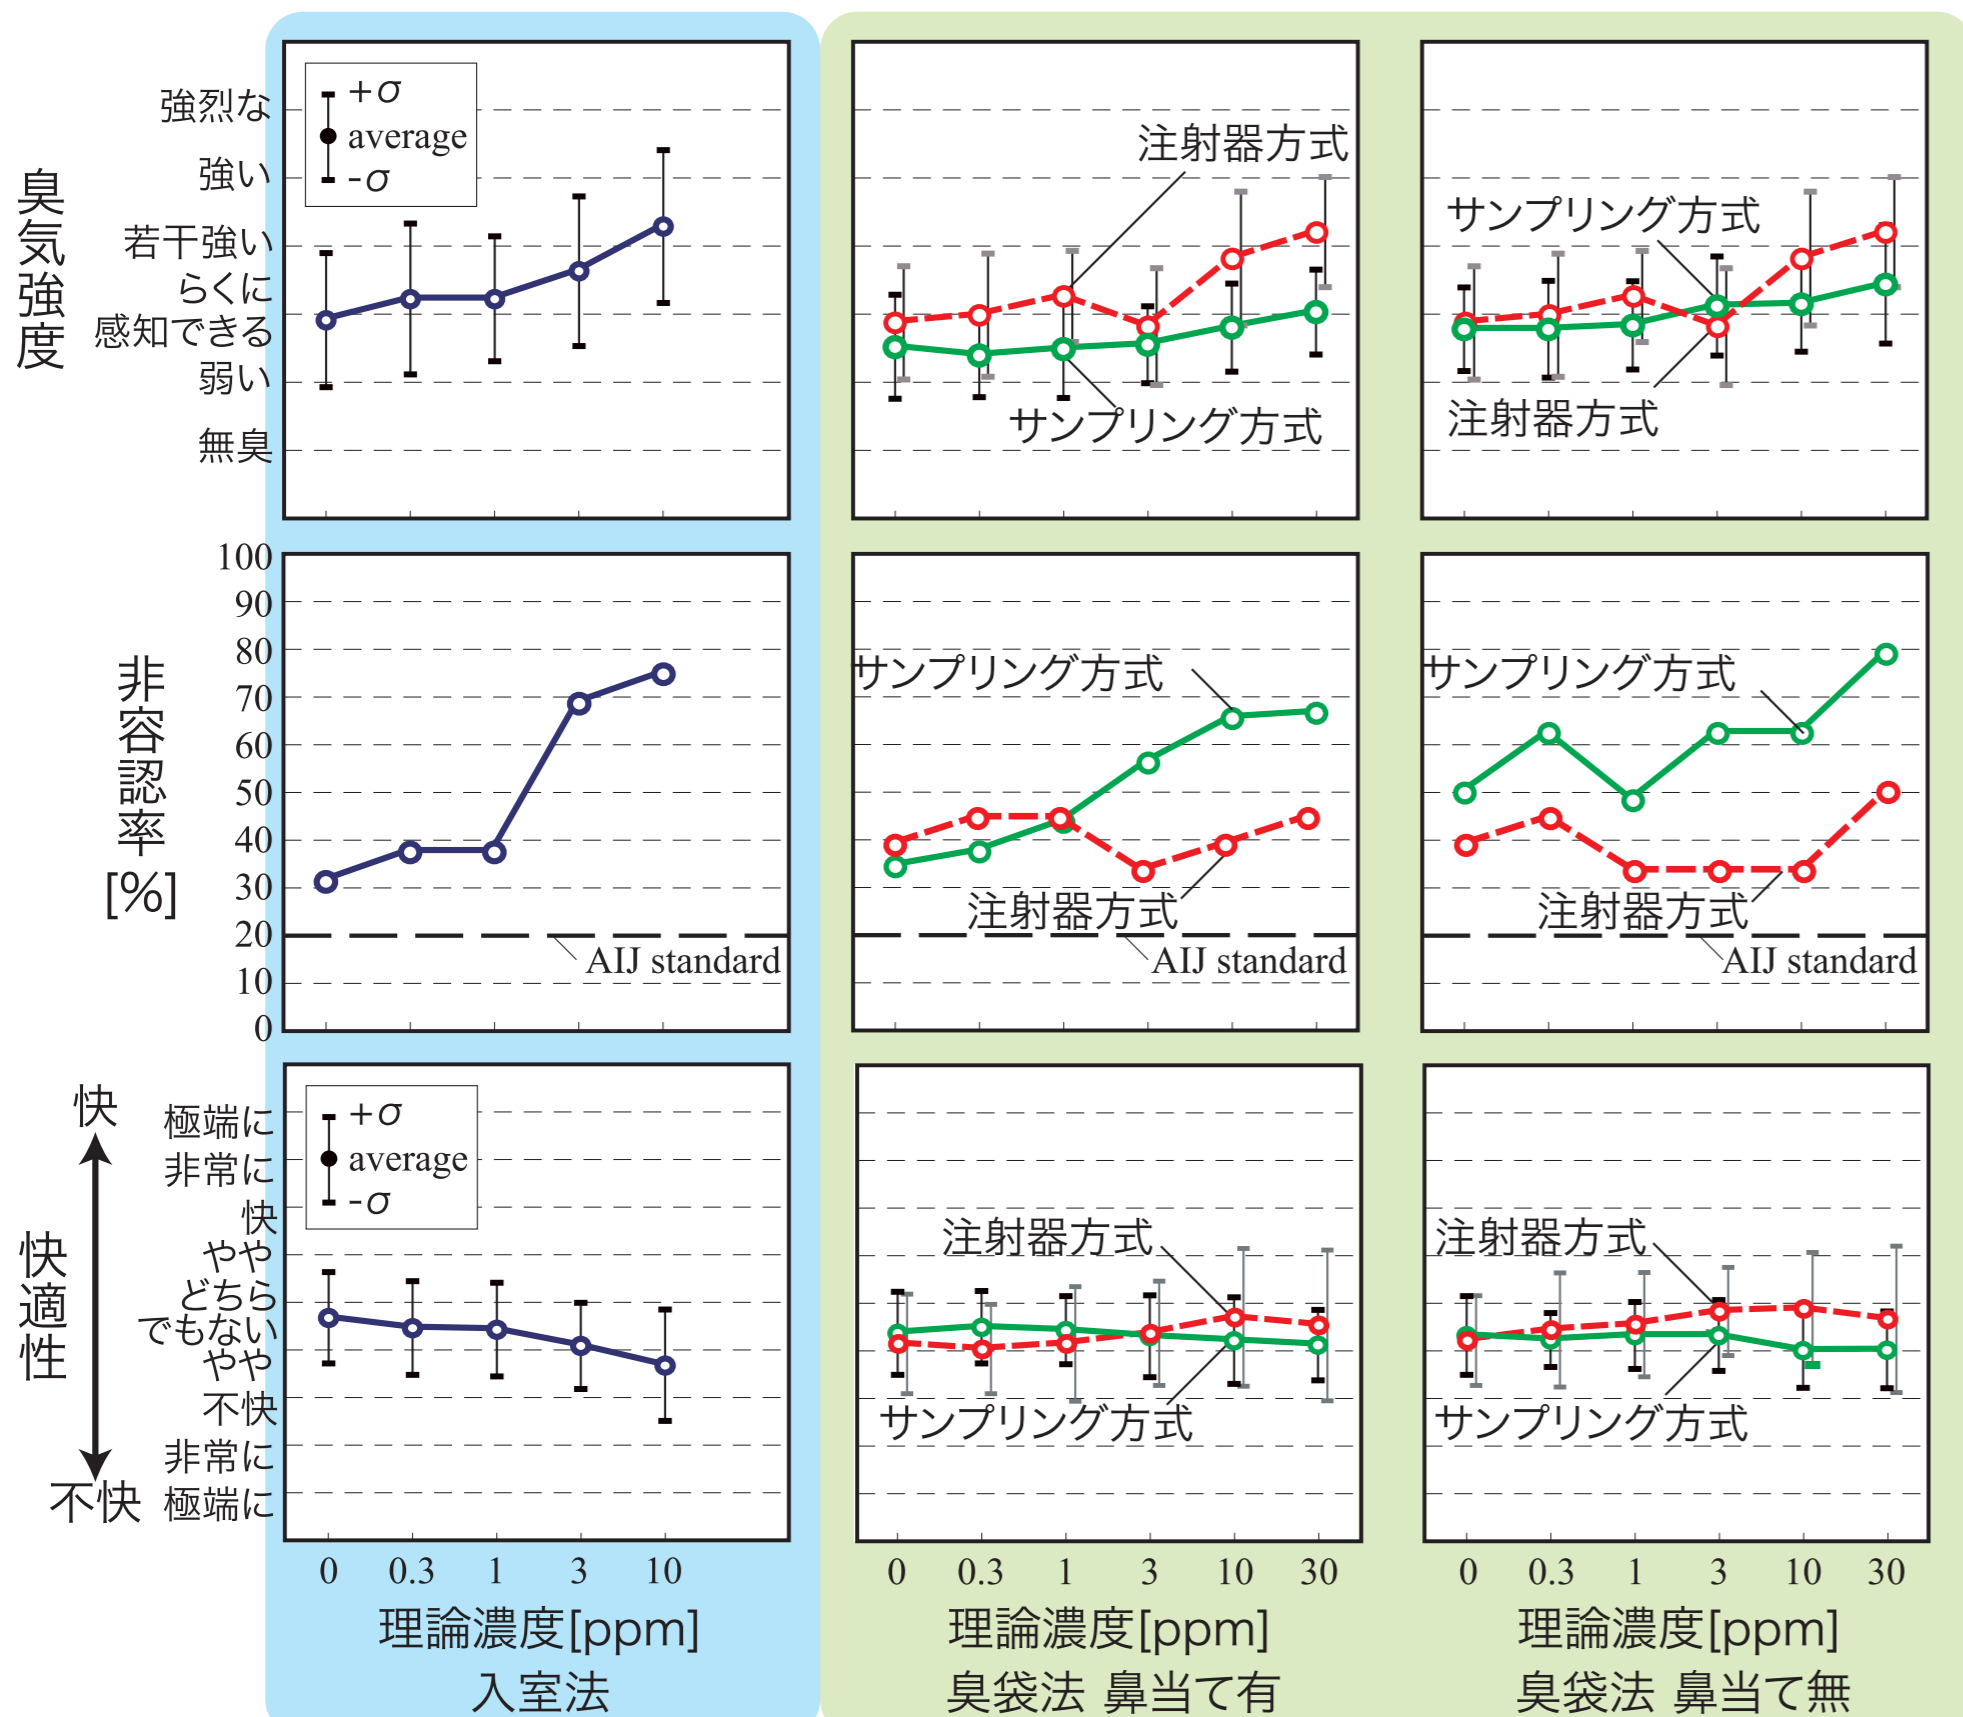 臭気強度
強烈な
強い
若干強い
らくに
感知できる
弱い
無臭
+σ
average
-σ
注射器方式
サンプリング方式
サンプリング方式
注射器方式
非容認率
[%]
100
90
80
70
60
50
40
30
20
10
0
AIJ standard
サンプリング方式
注射器方式
AIJ standard
サンプリング方式
注射器方式
AIJ standard
快
快適性
不快
極端に
非常に
快
やや
どちら
でもない
やや
不快
非常に
極端に
+σ
average
-σ
注射器方式
サンプリング方式
注射器方式
サンプリング方式
0 0.3 1 3 10
理論濃度[ppm]
入室法
0 0.3 1 3 10 30
理論濃度[ppm]
臭袋法 鼻当て有
0 0.3 1 3 10 30
理論濃度[ppm]
臭袋法 鼻当て無